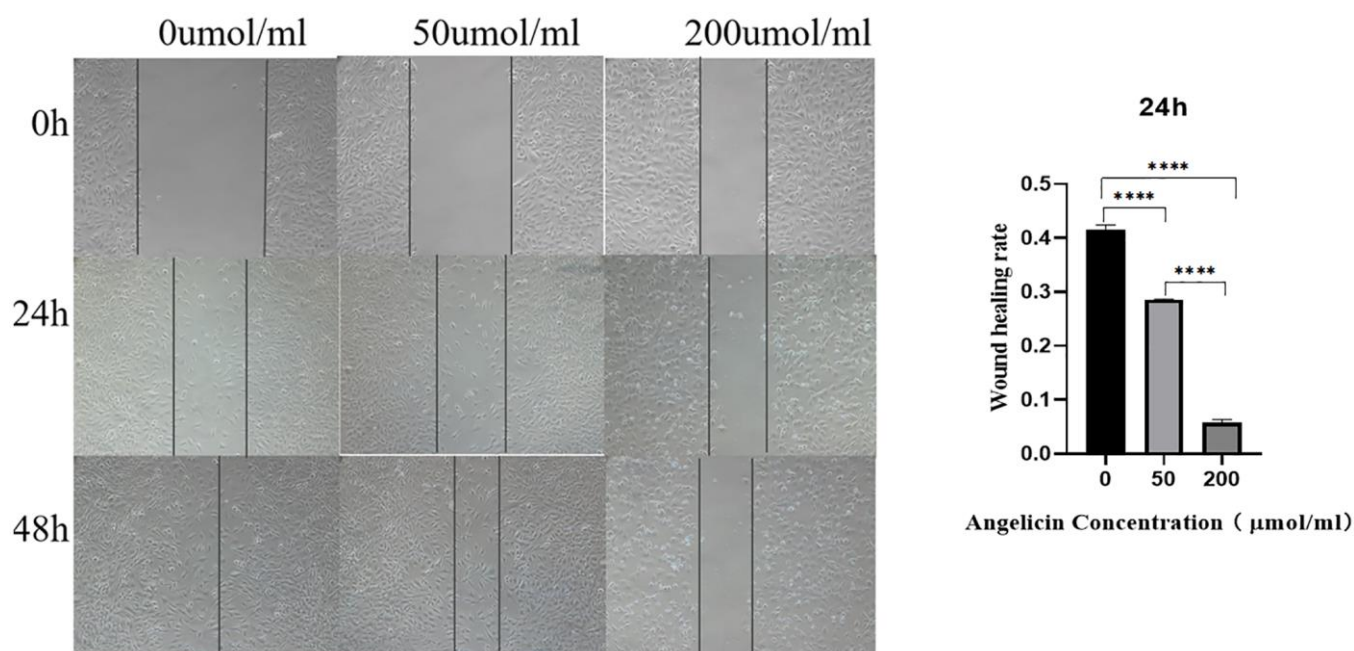 0umol/ml 50umol/ml 200umol/ml
0h
24h
48h
24h
****
****
****
Wound healing rate
0.5
0.4
0.3
0.2
0.1
0.0
0 50 200
Angelicin Concentration ( μmol/ml)